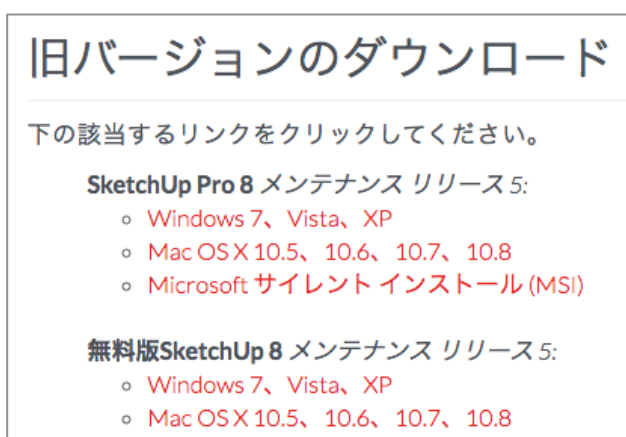 旧バージョンのダウンロード
下の該当するリンクをクリックしてください。
SketchUp Pro 8 メンテナンス リリース 5:
Windows 7、Vista、XP
Mac OS X 10.5、10.6、10.7、10.8
Microsoft サイレント インストール (MSI)
無料版SketchUp 8 メンテナンス リリース 5:
Windows 7、Vista、XP
Mac OS X 10.5、10.6、10.7、10.8